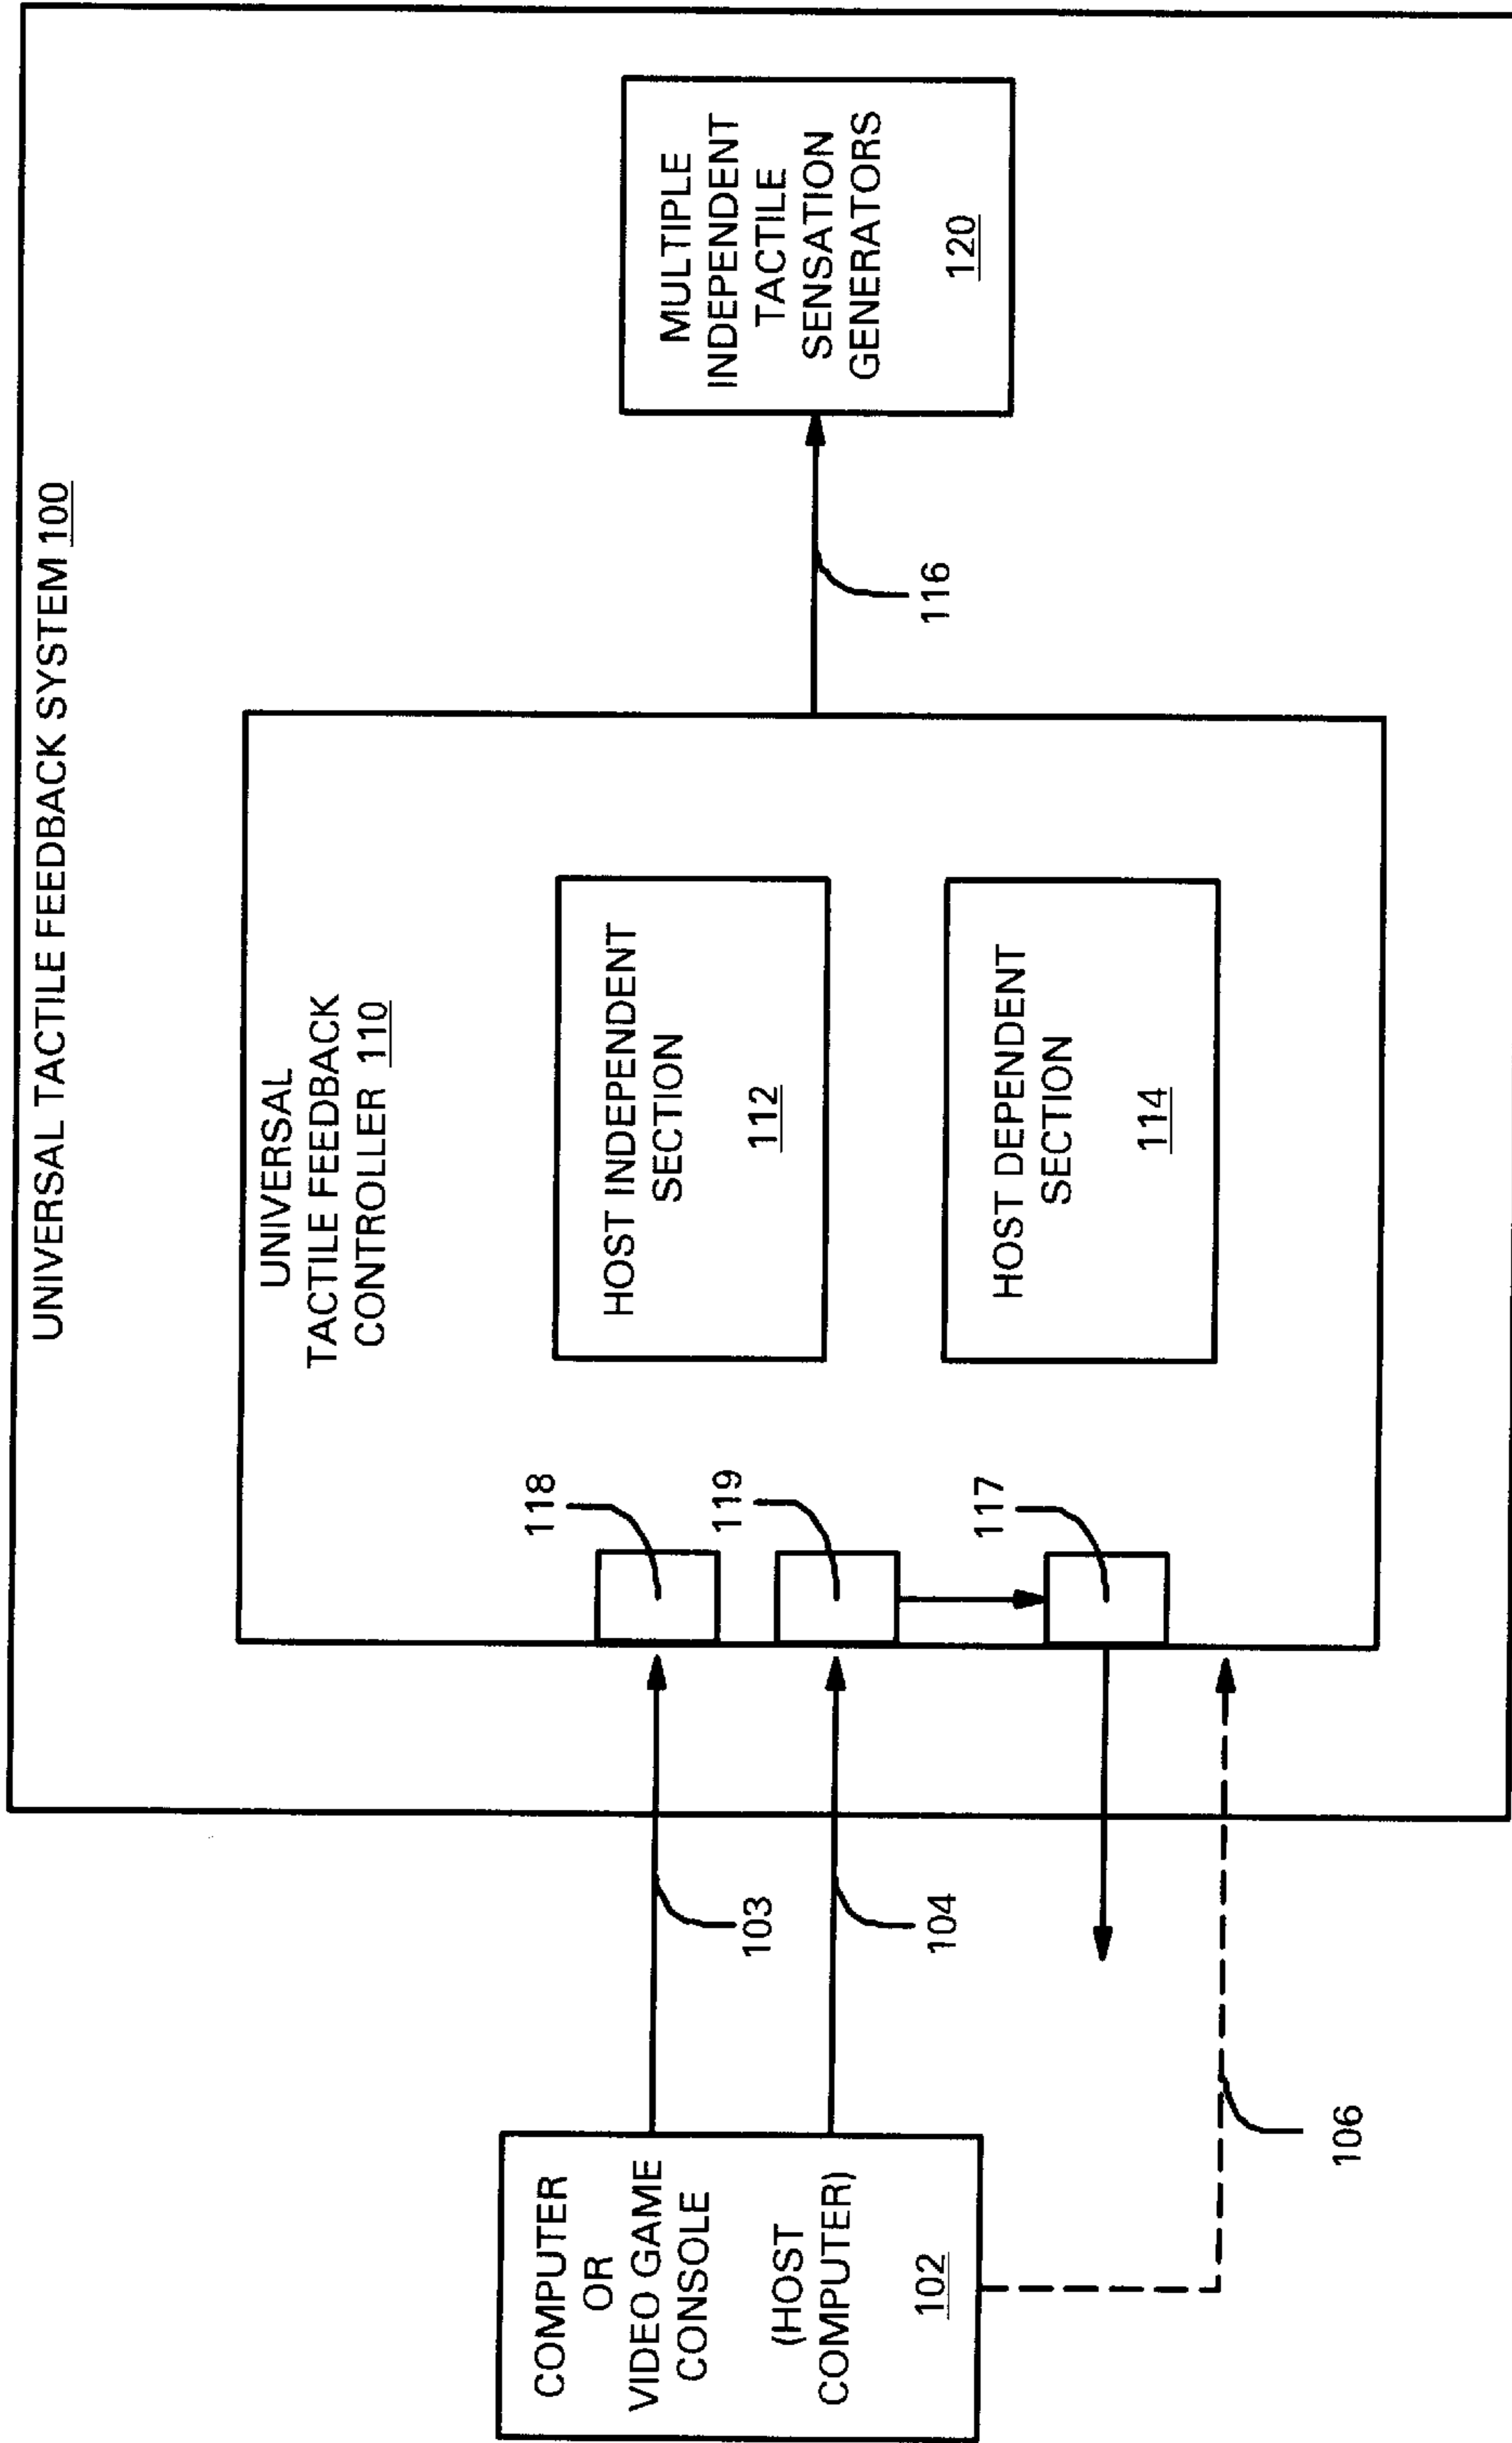 UNIVERSAL TACTILE FEEDBACK SYSTEM 100
UNIVERSAL
TACTILE FEEDBACK
CONTROLLER 110
COMPUTER
OR
VIDEO GAME
CONSOLE
(HOST
COMPUTER)
102
103
104
106
118
119
117
HOST INDEPENDENT
SECTION
112
HOST DEPENDENT
SECTION
114
116
MULTIPLE
INDEPENDENT
TACTILE
SENSATION
GENERATORS
120